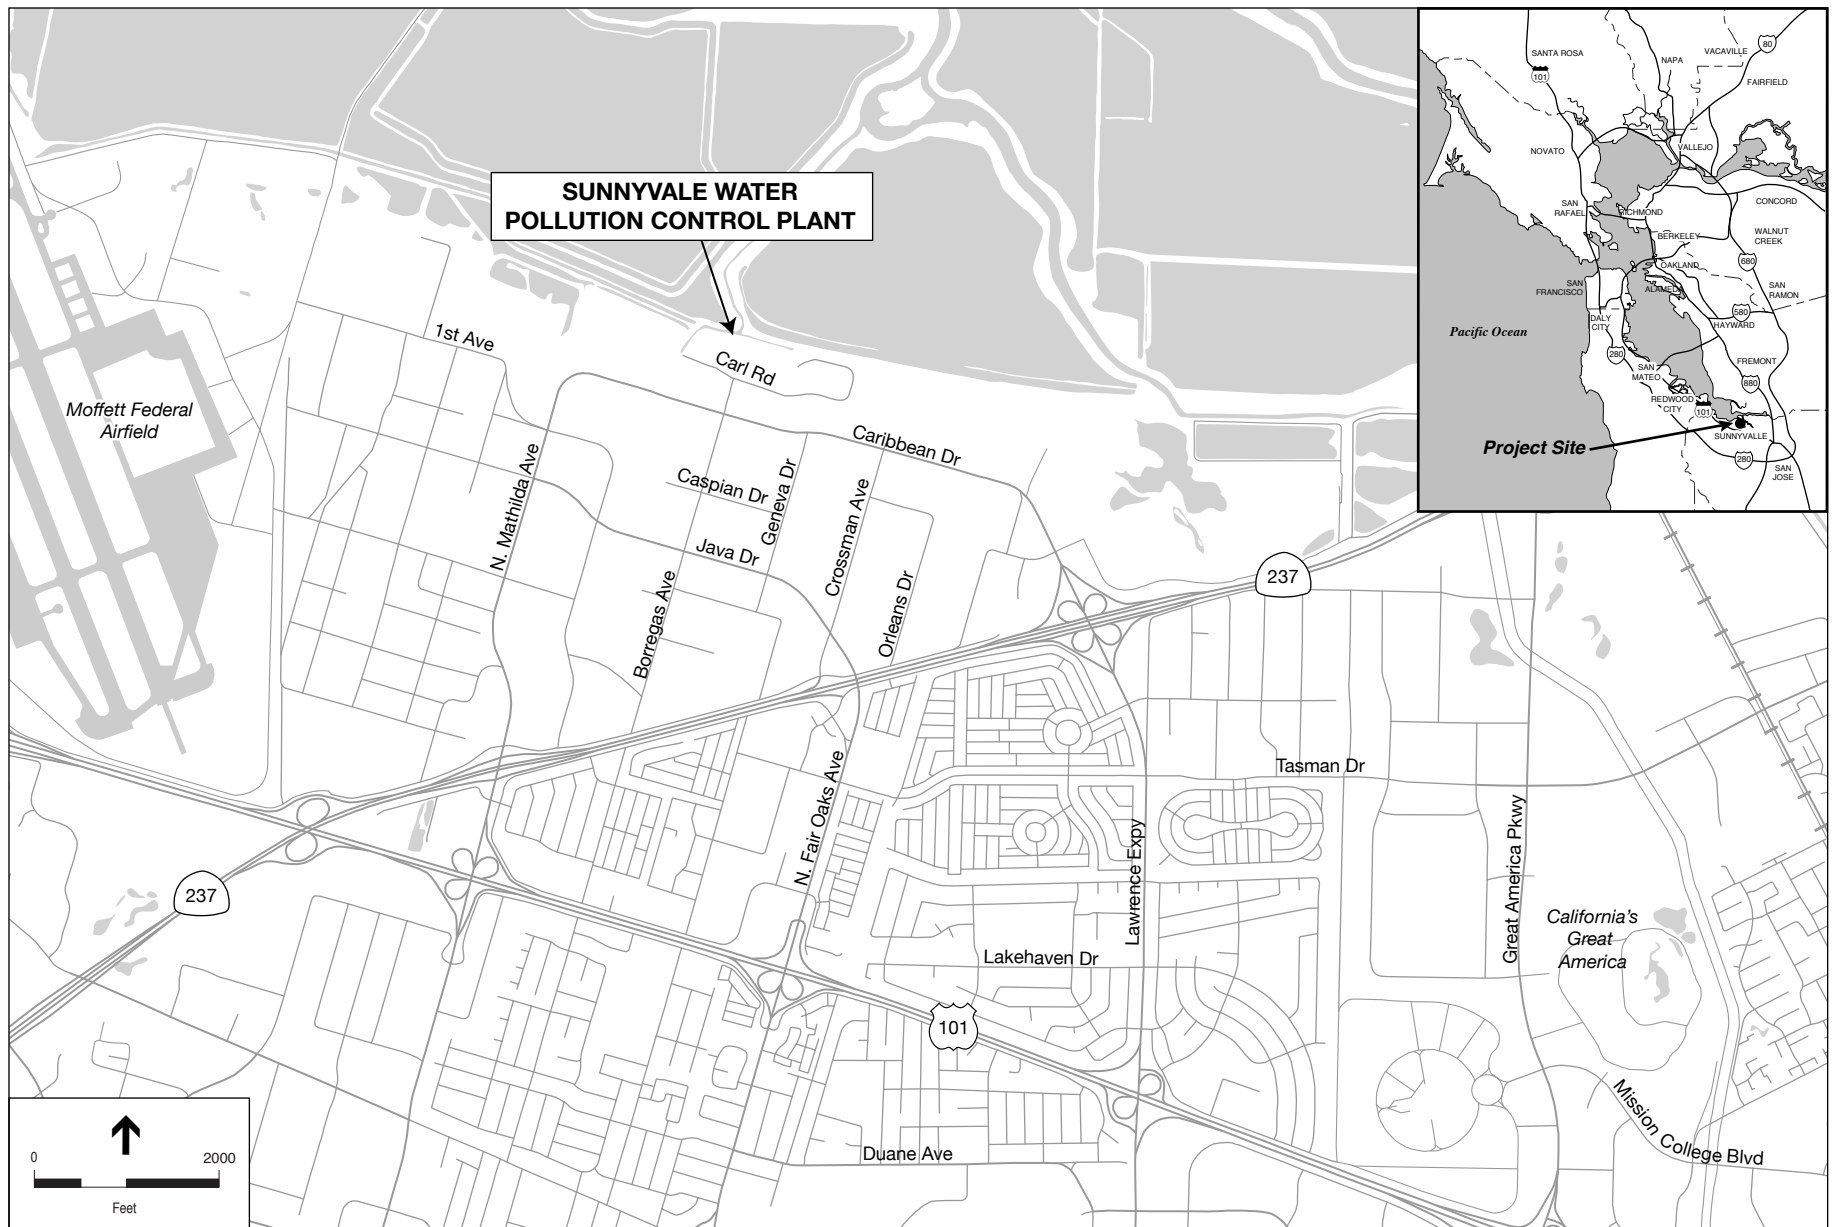 SUNNYVALE WATER
POLLUTION CONTROL PLANT
1st Ave
Carl Rd
Moffett Federal
Airfield
Caribbean Dr
N. Mathilda Ave
Caspian Dr
Geneva Dr
Crossman Ave
Java Dr
Borregas Ave
Orleans Dr
237
Tasman Dr
N. Fair Oaks Ave
Lawrence Expy
Great America Pkwy
237
California's
Great
America
Lakehaven Dr
101
Mission College Blvd
Duane Ave
0
2000
Feet
SANTA ROSA
VACAVILLE
80
NAPA
101
FAIRFIELD
NOVATO
VALLEJO
SAN
RAFAEL
RICHMOND
CONCORD
BERKELEY
WALNUT
CREEK
OAKLAND
680
SAN
FRANCISCO
ALAMEDA
SAN
RAMON
580
DALY
CITY
HAYWARD
Pacific Ocean
280
FREMONT
SAN
MATEO
880
REDWOOD
CITY
101
SUNNYVALLE
Project Site
280
SAN
JOSE